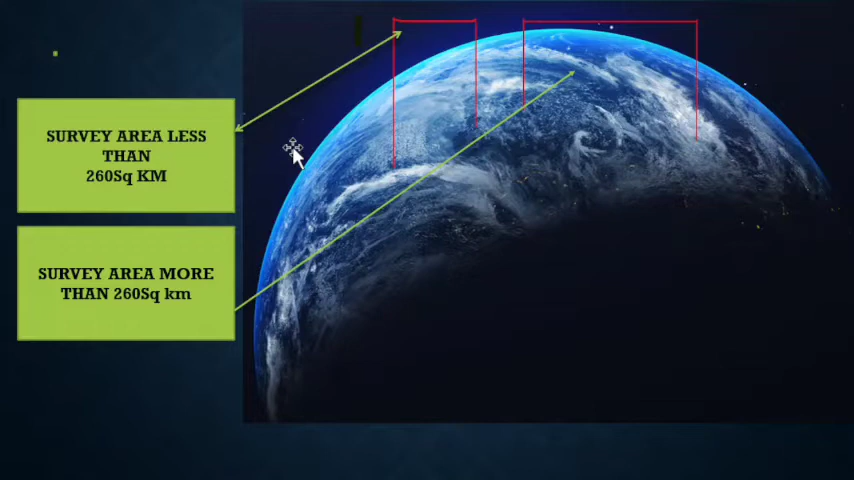 SURVEY AREA LESS
THAN
260Sq KM
SURVEY AREA MORE
THAN 260Sq km